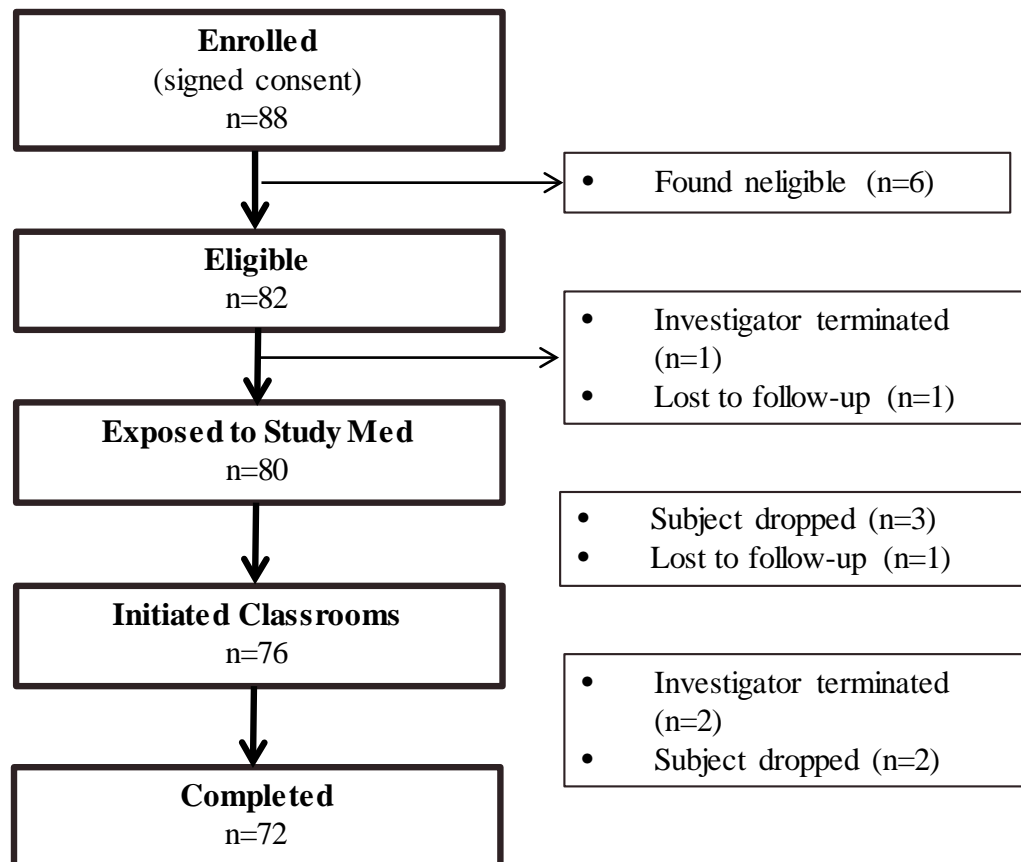 Enrolled
(signed consent)
n=88
• Found neligible (n=6)
Eligible
n=82
• Investigator terminated
(n=1)
• Lost to follow-up (n=1)
Exposed to Study Med
n=80
• Subject dropped (n=3)
• Lost to follow-up (n=1)
Initiated Classrooms
n=76
• Investigator terminated
(n=2)
• Subject dropped (n=2)
Completed
n=72